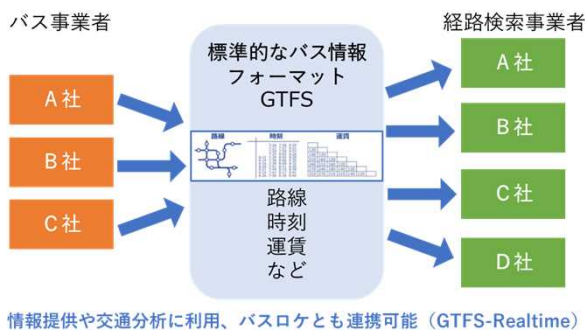 バス事業者
経路検索事業者
標準的なバス情報
フォーマット
GTFS
A社
B社
C社
路線
時刻
運賃
路線
時刻
運賃
など
A社
B社
C社
D社
情報提供や交通分析に利用、バスロケとも連携可能（GTFS-Realtime）